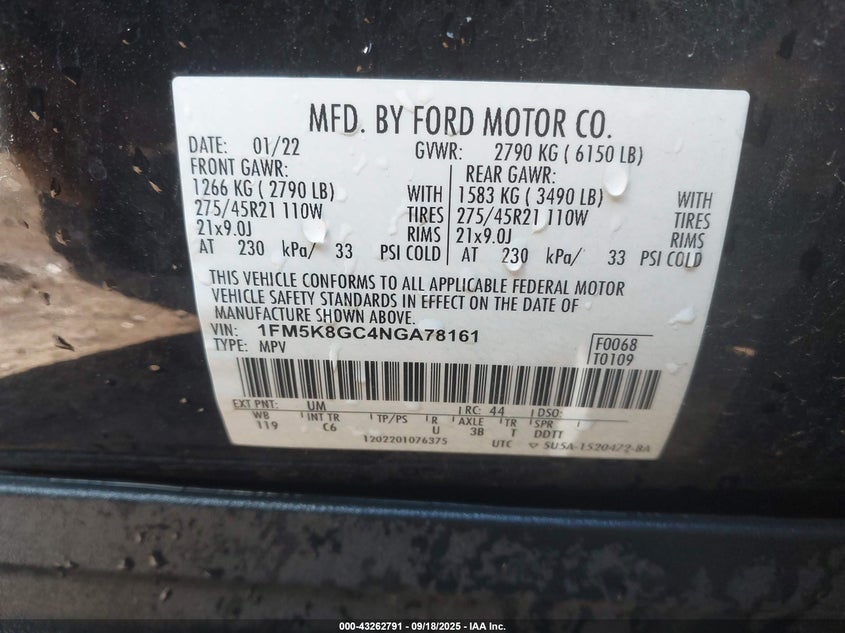 MFD. BY FORD MOTOR CO.
DATE: 01/22 GVWR: 2790 KG ( 6150 LB)
FRONT GAWR: REAR GAWR:
1266 KG ( 2790 LB) WITH 1583 KG ( 3490 LB) WITH
275/45R21 110W TIRES 275/45R21 110W TIRES
21x9.0J RIMS 21x9.0J RIMS
AT 230 kPa/ 33 PSI COLD AT 230 kPa/ 33 PSI COLD
THIS VEHICLE CONFORMS TO ALL APPLICABLE FEDERAL MOTOR
VEHICLE SAFETY STANDARDS IN EFFECT ON THE DATE OF
MANUFACTURE SHOWN ABOVE.
VIN: 1FM5K8GC4NGA78161 F0068
TYPE: MPV T0109
EXT PNT: UM RC: 44 DSO:
WB INT TR TP/PS R AXLE TR SPR
119 C6 U 3B T DDTT
1202201076375 UTC 5U5A-1520472-BA
000-43262791 - 09/18/2025 - IAA Inc.